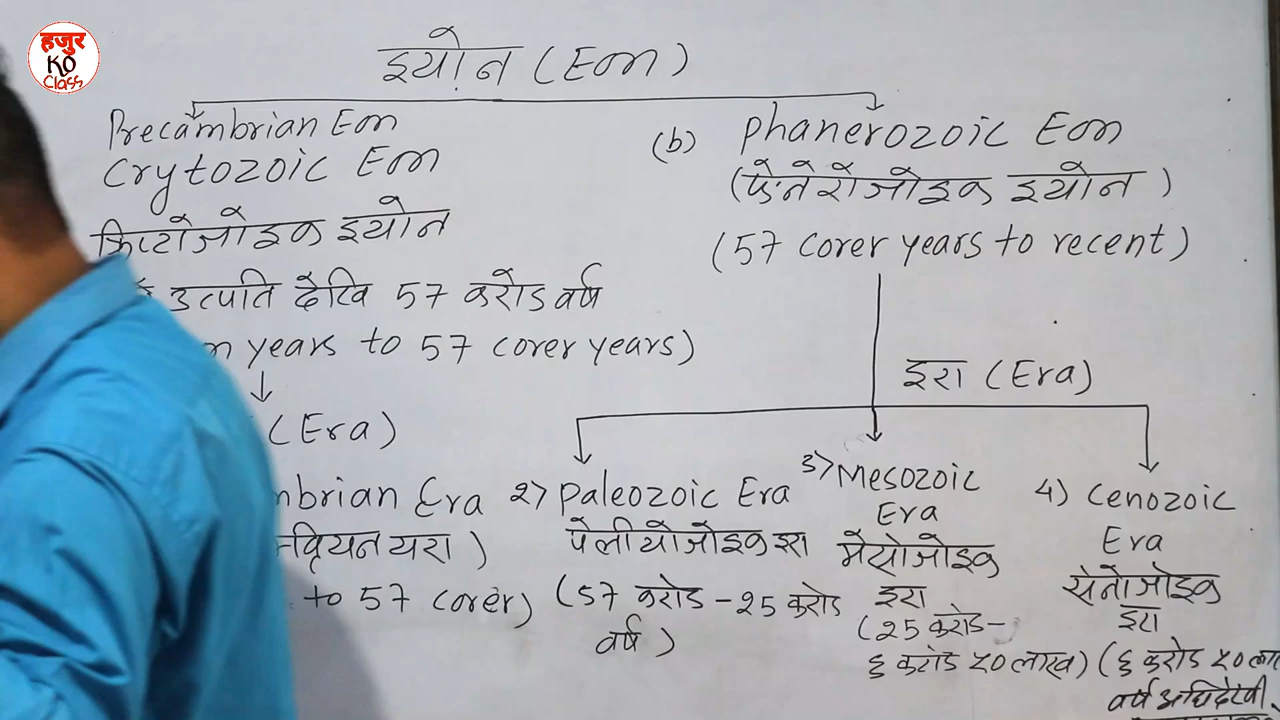 हजुर
KO
Class
इयोन (Eon)
Precambrian Eon
Crytozoic Eon
क्रिप्टोजोइक इयोन
उत्पति देखि 57 करोड वर्ष
years to 57 corer years)
(Era)
mbrian Era
म्ब्रियन यरा)
to 57 corer)
(b) Phanerozoic Eon
(फेनेरोजोइक इयोन)
(57 corer years to recent)
इरा (Era)
2) Paleozoic Era
पेलीयोजोइक इरा
(57 करोड - 25 करोड
वर्ष)
3) Mesozoic
Era
मेसोजोइक
इरा
(25 करोड-
६ करोड ५० लाख)
4) Cenozoic
Era
सेनोजोइक
इरा
(६ करोड ५० ला
वर्ष अघिदेखी